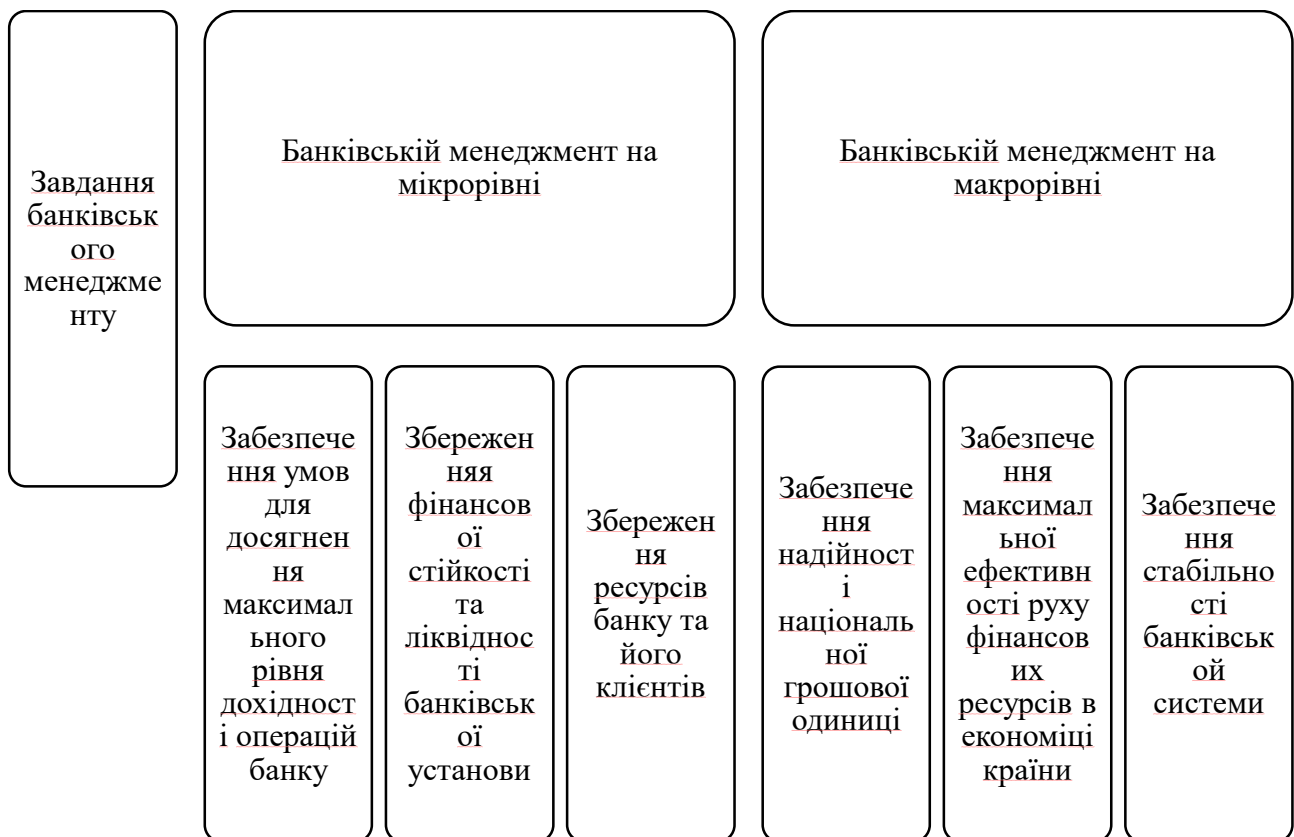 Завдання
банківськ
ого
менеджме
нту
Банківській менеджмент на
мікрорівні
Банківській менеджмент на
макрорівні
Забезпече
ння умов
для
досягнен
ня
максимал
ьного
рівня
дохідност
і операцій
банку
Збережен
няя
фінансов
ої
стійкості
та
ліквіднос
ті
банківськ
ої
установи
Збережен
ня
ресурсів
банку та
його
клієнтів
Забезпече
ння
надійност
і
національ
ної
грошової
одиниці
Забезпече
ння
максимал
ьної
ефективн
ості руху
фінансов
их
ресурсів в
економіці
країни
Забезпече
ння
стабільно
сті
банківськ
ой
системи